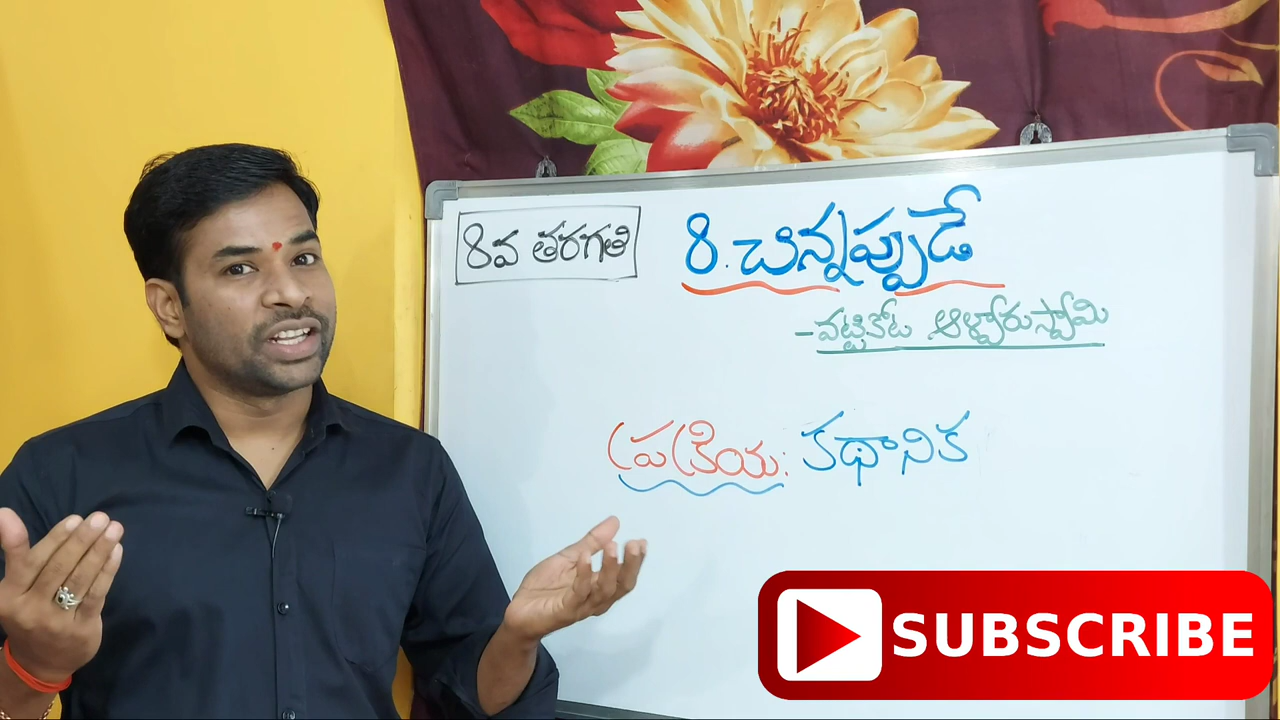 8వ తరగతి
8. చిన్నప్పుడే
- వట్టికోట ఆళ్వారుస్వామి
ప్రక్రియ: కథానిక
SUBSCRIBE